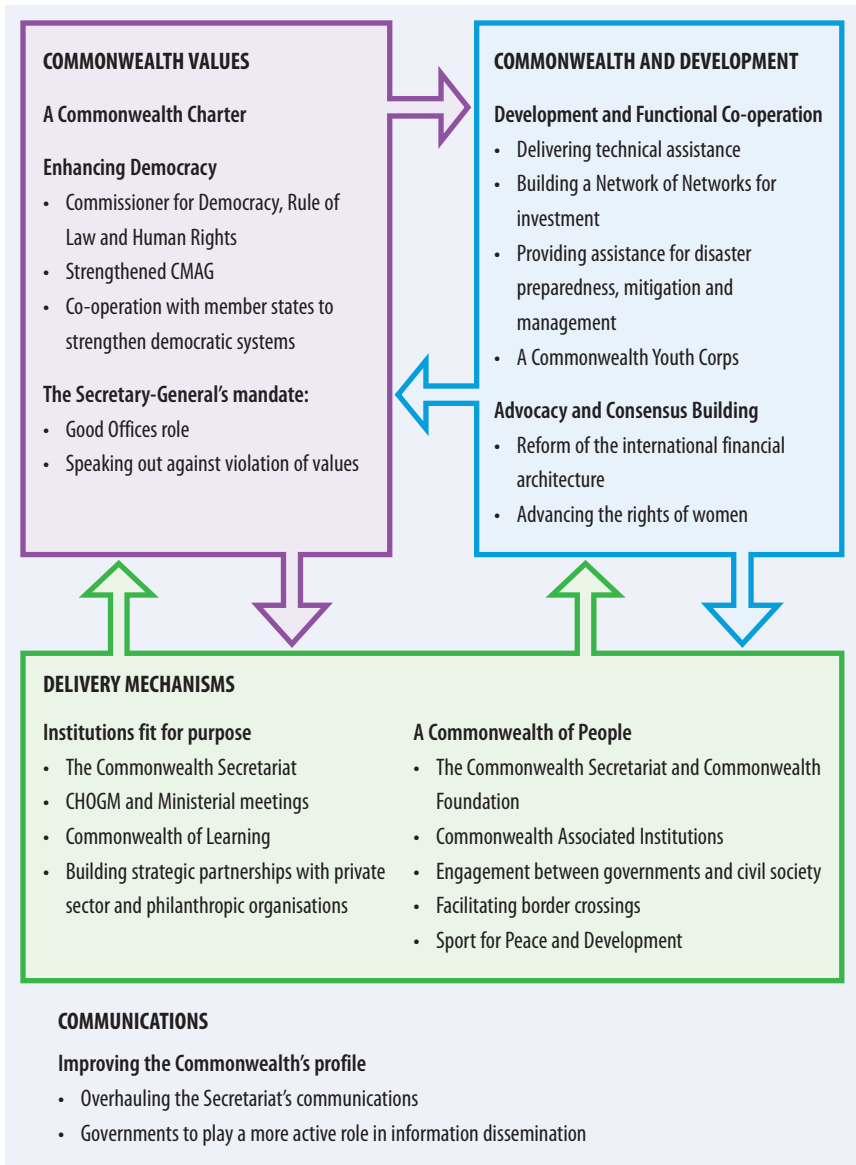 COMMONWEALTH VALUES
A Commonwealth Charter
Enhancing Democracy
• Commissioner for Democracy, Rule of
Law and Human Rights
• Strengthened CMAG
• Co-operation with member states to
strengthen democratic systems
The Secretary-General's mandate:
• Good Offices role
• Speaking out against violation of values
COMMONWEALTH AND DEVELOPMENT
Development and Functional Co-operation
• Delivering technical assistance
• Building a Network of Networks for
investment
• Providing assistance for disaster
preparedness, mitigation and
management
• A Commonwealth Youth Corps
Advocacy and Consensus Building
• Reform of the international financial
architecture
• Advancing the rights of women
DELIVERY MECHANISMS
Institutions fit for purpose
• The Commonwealth Secretariat
• CHOGM and Ministerial meetings
• Commonwealth of Learning
• Building strategic partnerships with private
sector and philanthropic organisations
A Commonwealth of People
• The Commonwealth Secretariat and Commonwealth
Foundation
• Commonwealth Associated Institutions
• Engagement between governments and civil society
• Facilitating border crossings
• Sport for Peace and Development
COMMUNICATIONS
Improving the Commonwealth's profile
• Overhauling the Secretariat's communications
• Governments to play a more active role in information dissemination